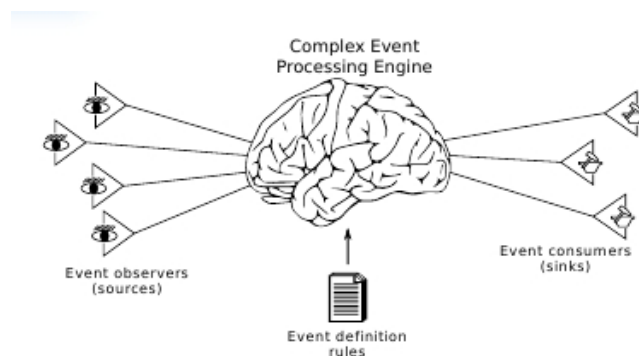 Complex Event
Processing Engine
Event observers
(sources)
Event consumers
(sinks)
Event definition
rules